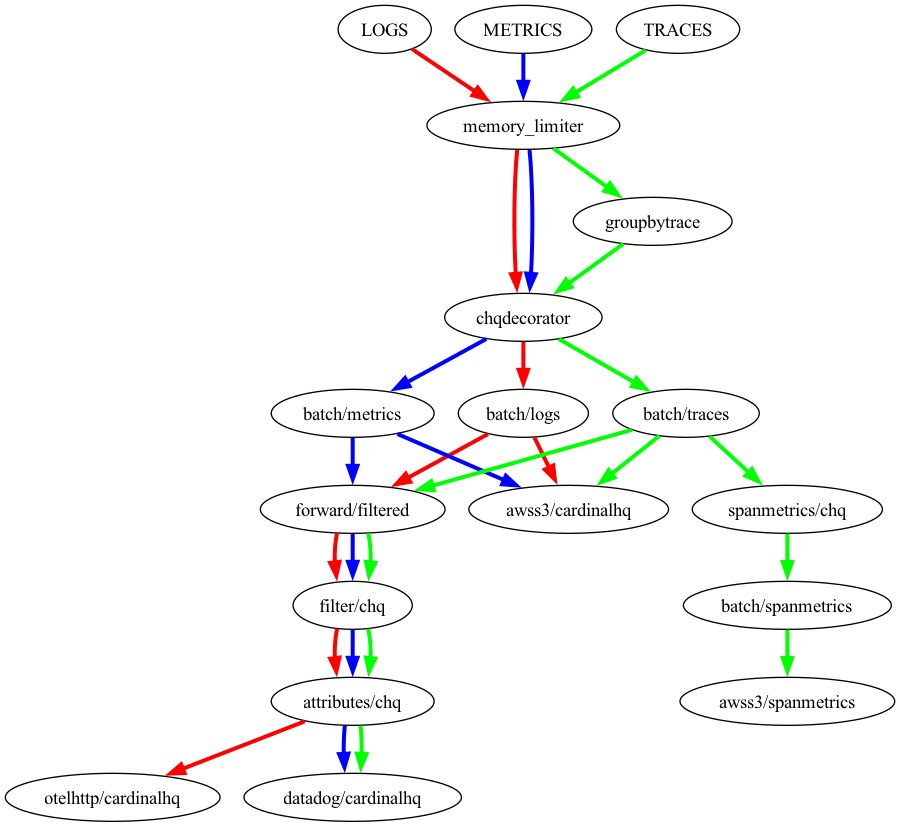 LOGS
METRICS
TRACES
memory_limiter
groupbytrace
chqdecorator
batch/metrics
batch/logs
batch/traces
forward/filtered
awss3/cardinalhq
spanmetrics/chq
filter/chq
batch/spanmetrics
attributes/chq
awss3/spanmetrics
otelhttp/cardinalhq
datadog/cardinalhq